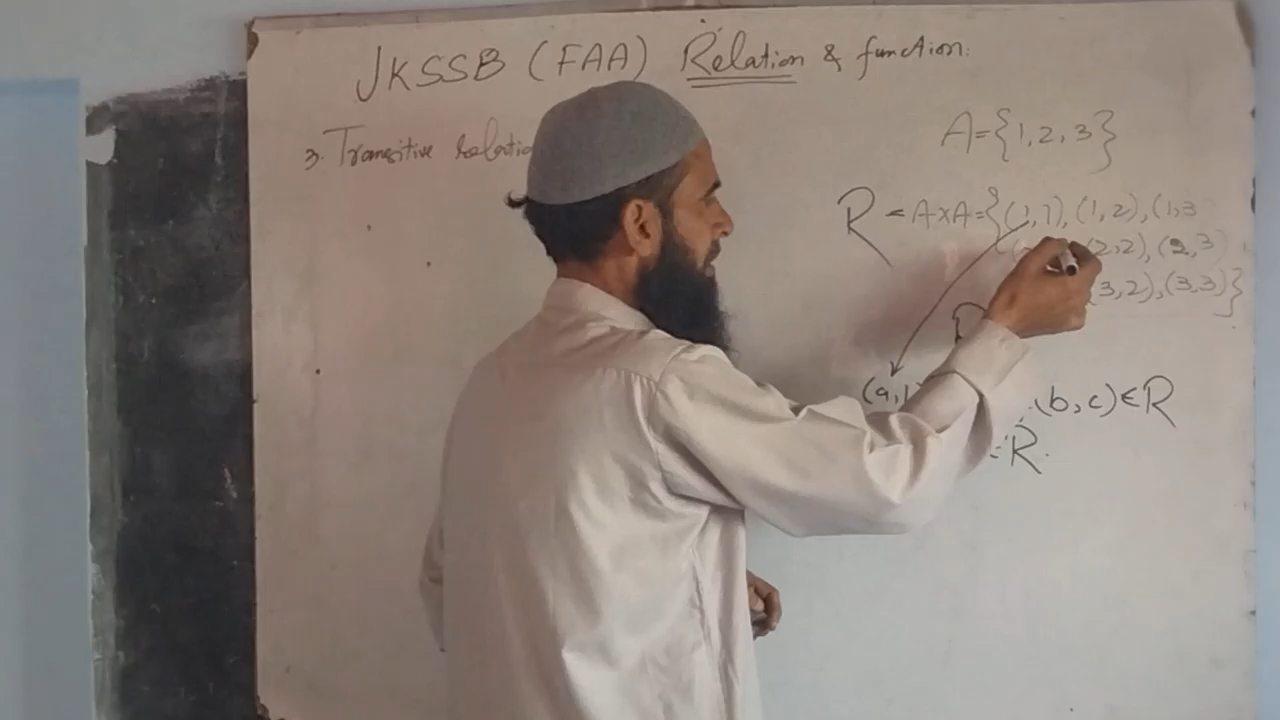 JKSSB (FAA) Relation & function.
3. Transitive
A={1,2,3}
R = A×A={(1,1),(1,2),(1,3
(2,2),(2,3)
3,2),(3,3)}
(a, (b,c)∈R
R.